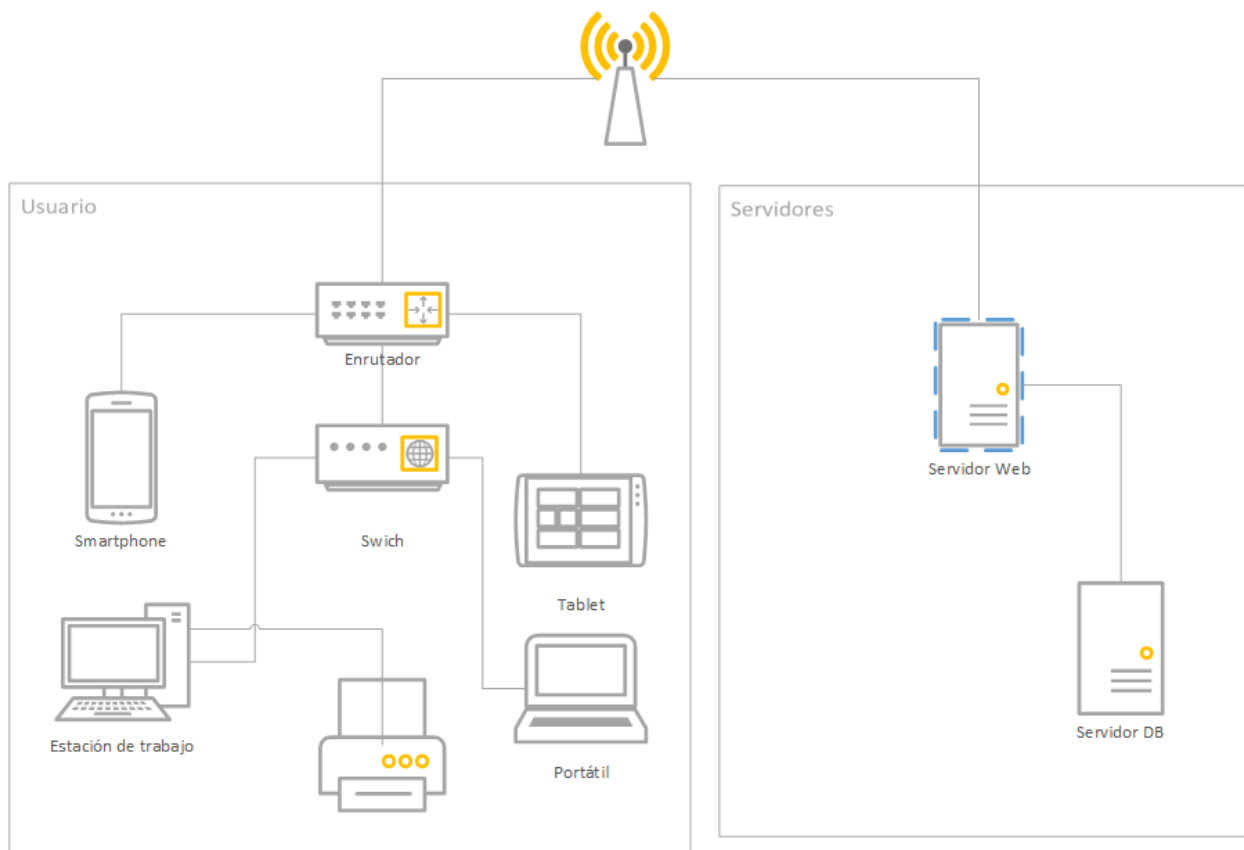 Usuario
Servidores
Enrutador
Servidor Web
Smartphone
Swich
Tablet
Servidor DB
Estación de trabajo
Portátil